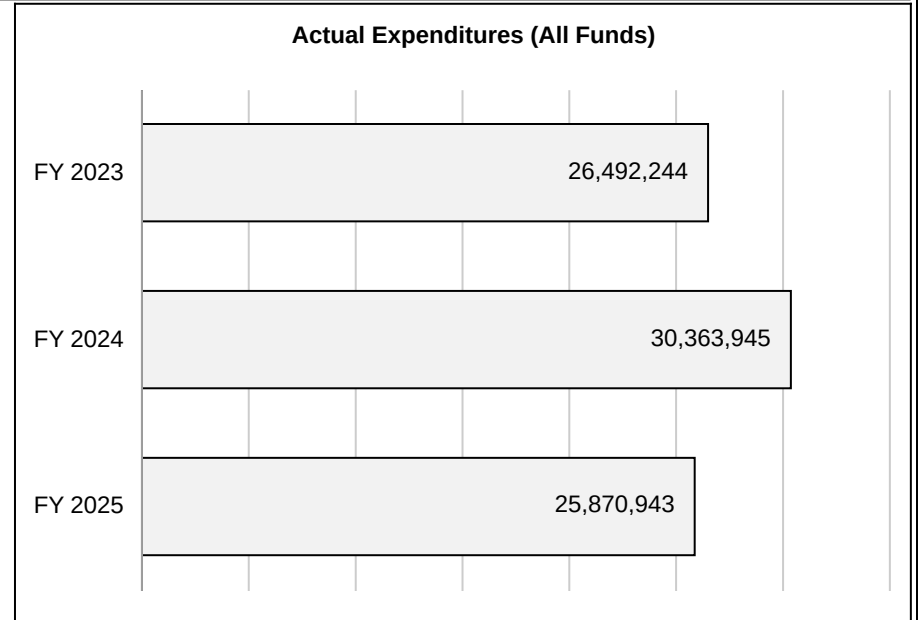 Actual Expenditures (All Funds)
FY 2023 26,492,244
FY 2024 30,363,945
FY 2025 25,870,943